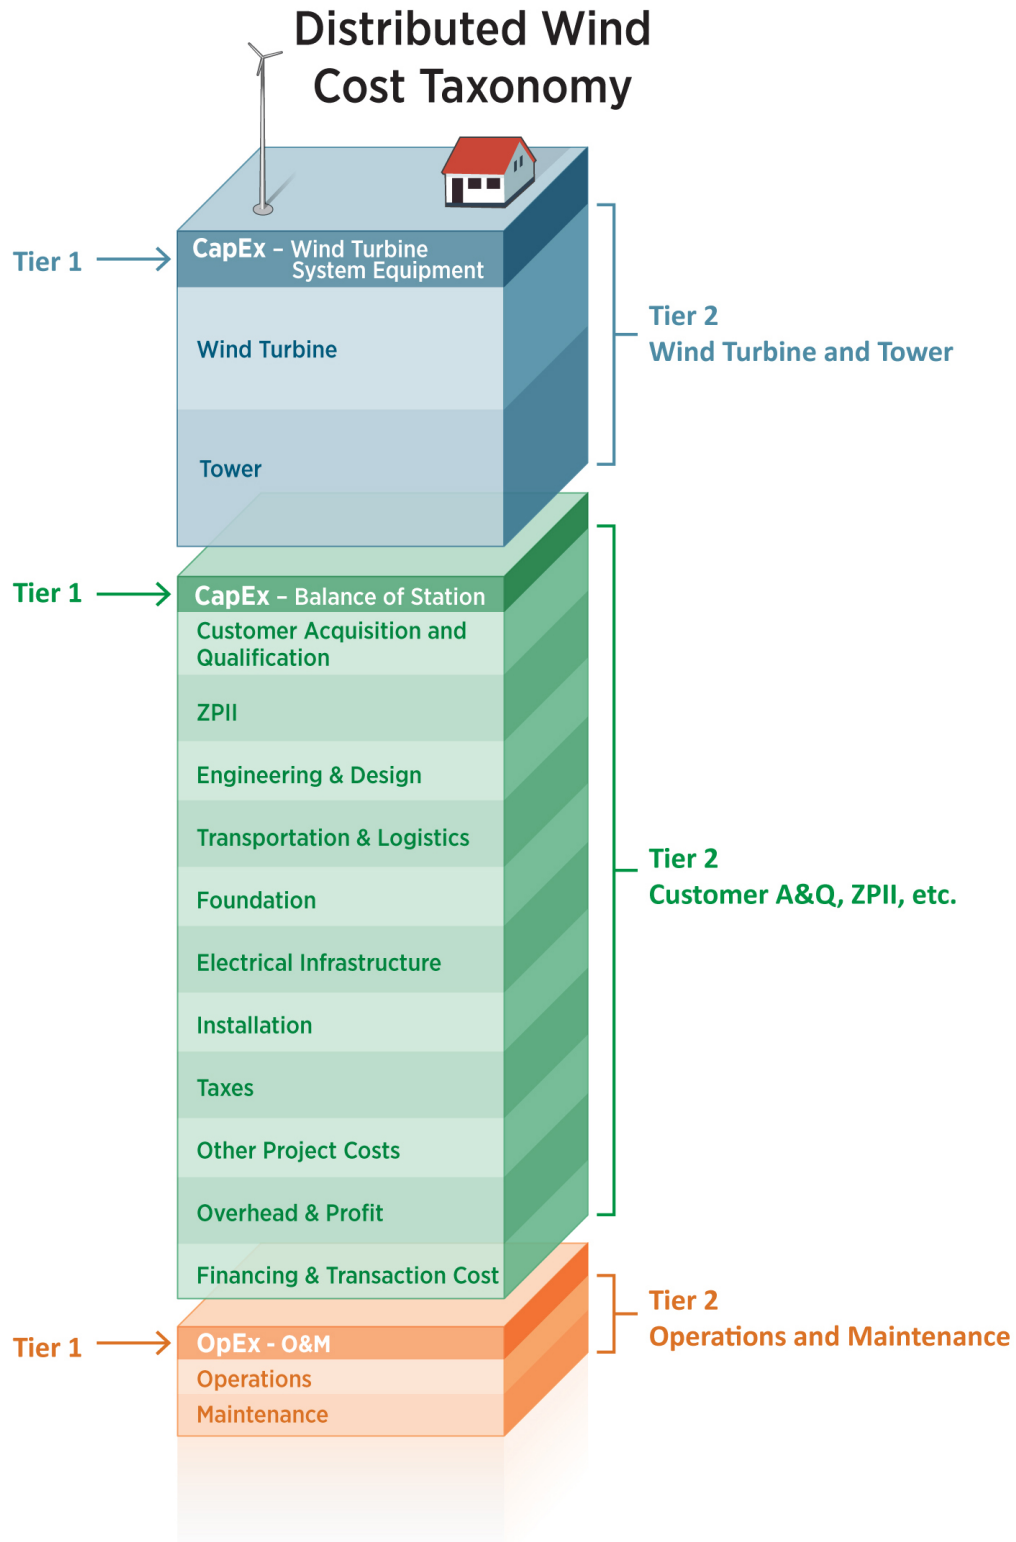 Distributed Wind
Cost Taxonomy
Tier 1
CapEx – Wind Turbine
System Equipment
Wind Turbine
Tower
Tier 2
Wind Turbine and Tower
Tier 1
CapEx – Balance of Station
Customer Acquisition and
Qualification
ZPII
Engineering & Design
Transportation & Logistics
Foundation
Electrical Infrastructure
Installation
Taxes
Other Project Costs
Overhead & Profit
Financing & Transaction Cost
Tier 2
Customer A&Q, ZPII, etc.
Tier 1
OpEx - O&M
Operations
Maintenance
Tier 2
Operations and Maintenance